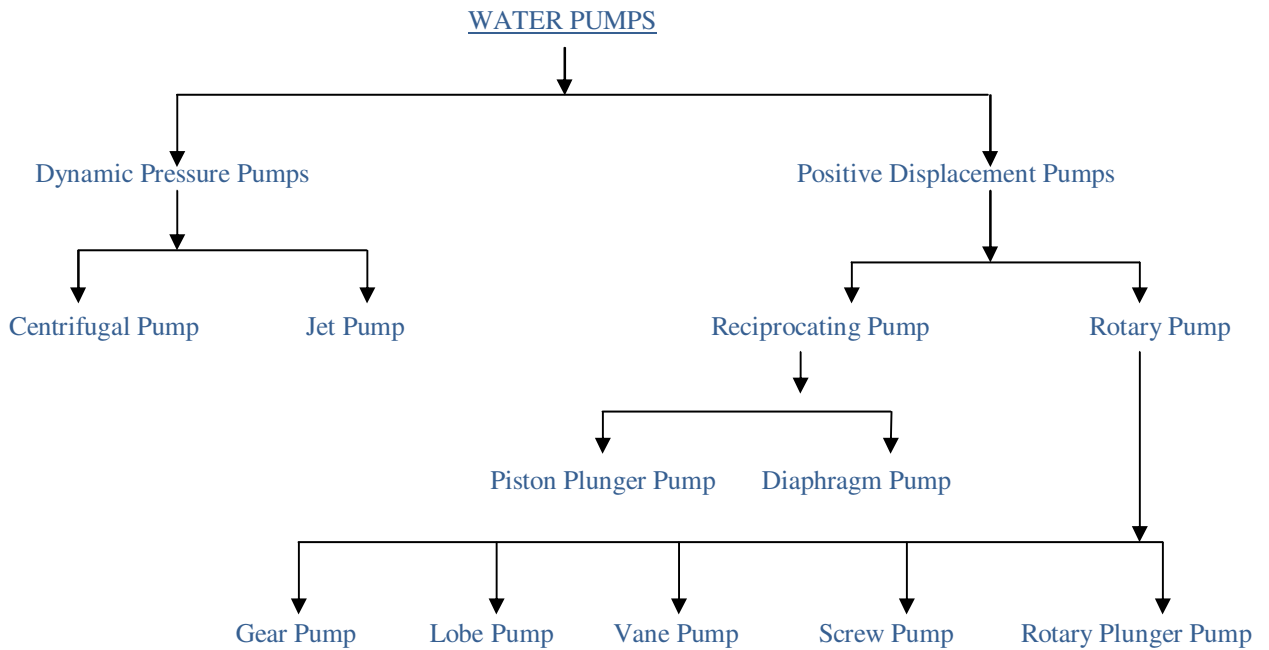 WATER PUMPS
Dynamic Pressure Pumps
Positive Displacement Pumps
Centrifugal Pump
Jet Pump
Reciprocating Pump
Rotary Pump
Piston Plunger Pump
Diaphragm Pump
Gear Pump
Lobe Pump
Vane Pump
Screw Pump
Rotary Plunger Pump